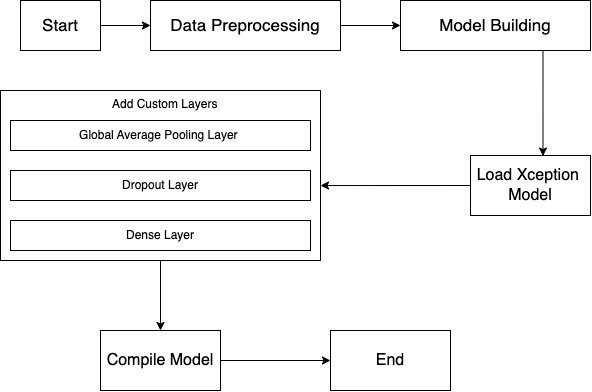 Start
Data Preprocessing
Model Building
Load Xception
Model
Add Custom Layers
Global Average Pooling Layer
Dropout Layer
Dense Layer
Compile Model
End